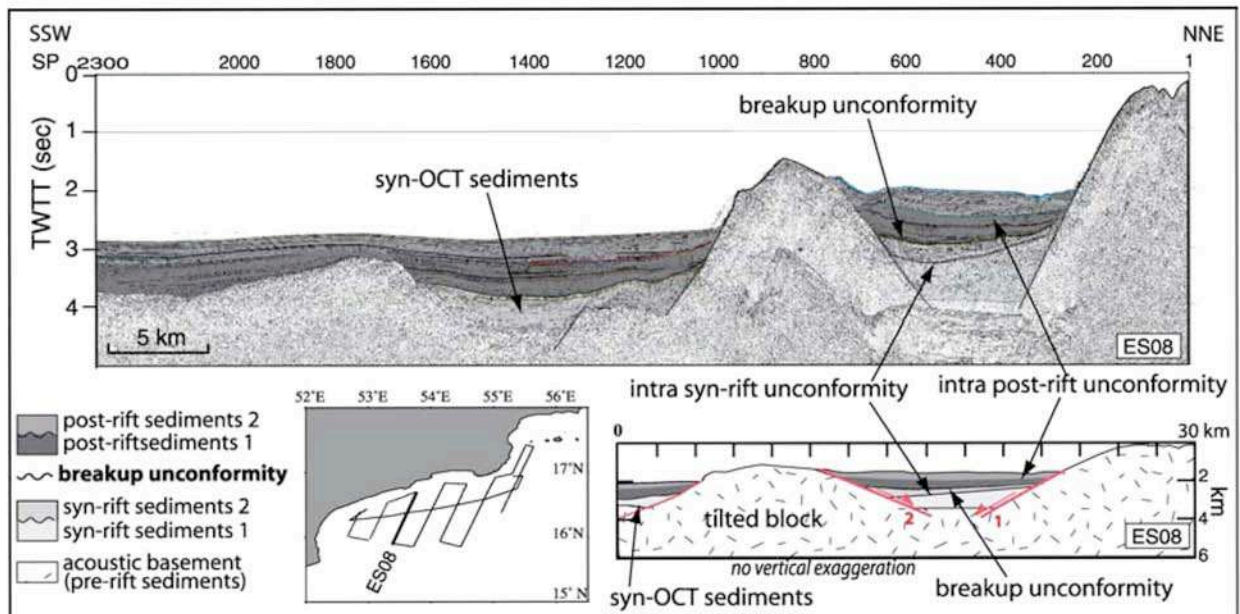 SSW NNE
SP 2300 2000 1800 1600 1400 1200 1000 800 600 400 200 1
0
1
2
3
4
TWTT (sec)
breakup unconformity
syn-OCT sediments
5 km
ES08
intra syn-rift unconformity
intra post-rift unconformity
post-rift sediments 2
post-riftsediments 1
breakup unconformity
syn-rift sediments 2
syn-rift sediments 1
acoustic basement
(pre-rift sediments)
52°E 53°E 54°E 55°E 56°E
17°N
16°N
15°N
ES08
0 30 km
2
4
6
km
tilted block
2
1
ES08
no vertical exaggeration
syn-OCT sediments
breakup unconformity